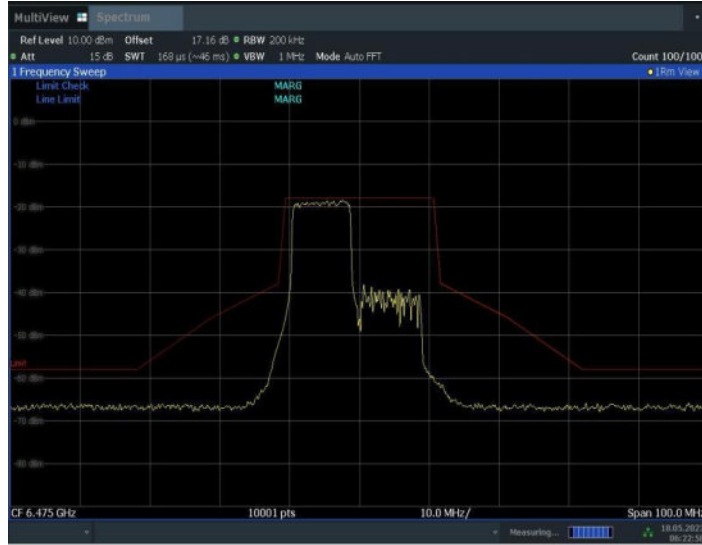 MultiView Spectrum
Ref Level 10.00 dBm Offset 17.16 dB RBW 200 kHz
Att 15 dB SWT 168 µs (~46 ms) VBW 1 MHz Mode Auto FFT Count 100/100
1 Frequency Sweep 1Rm View
Limit Check MARG
Line Limit MARG
0 dBm
-10 dBm
-20 dBm
-30 dBm
-40 dBm
-50 dBm
-60 dBm
-70 dBm
-80 dBm
CF 6.475 GHz 10001 pts 10.0 MHz/ Span 100.0 MHz
Measuring... 18.05.202
06:22:5